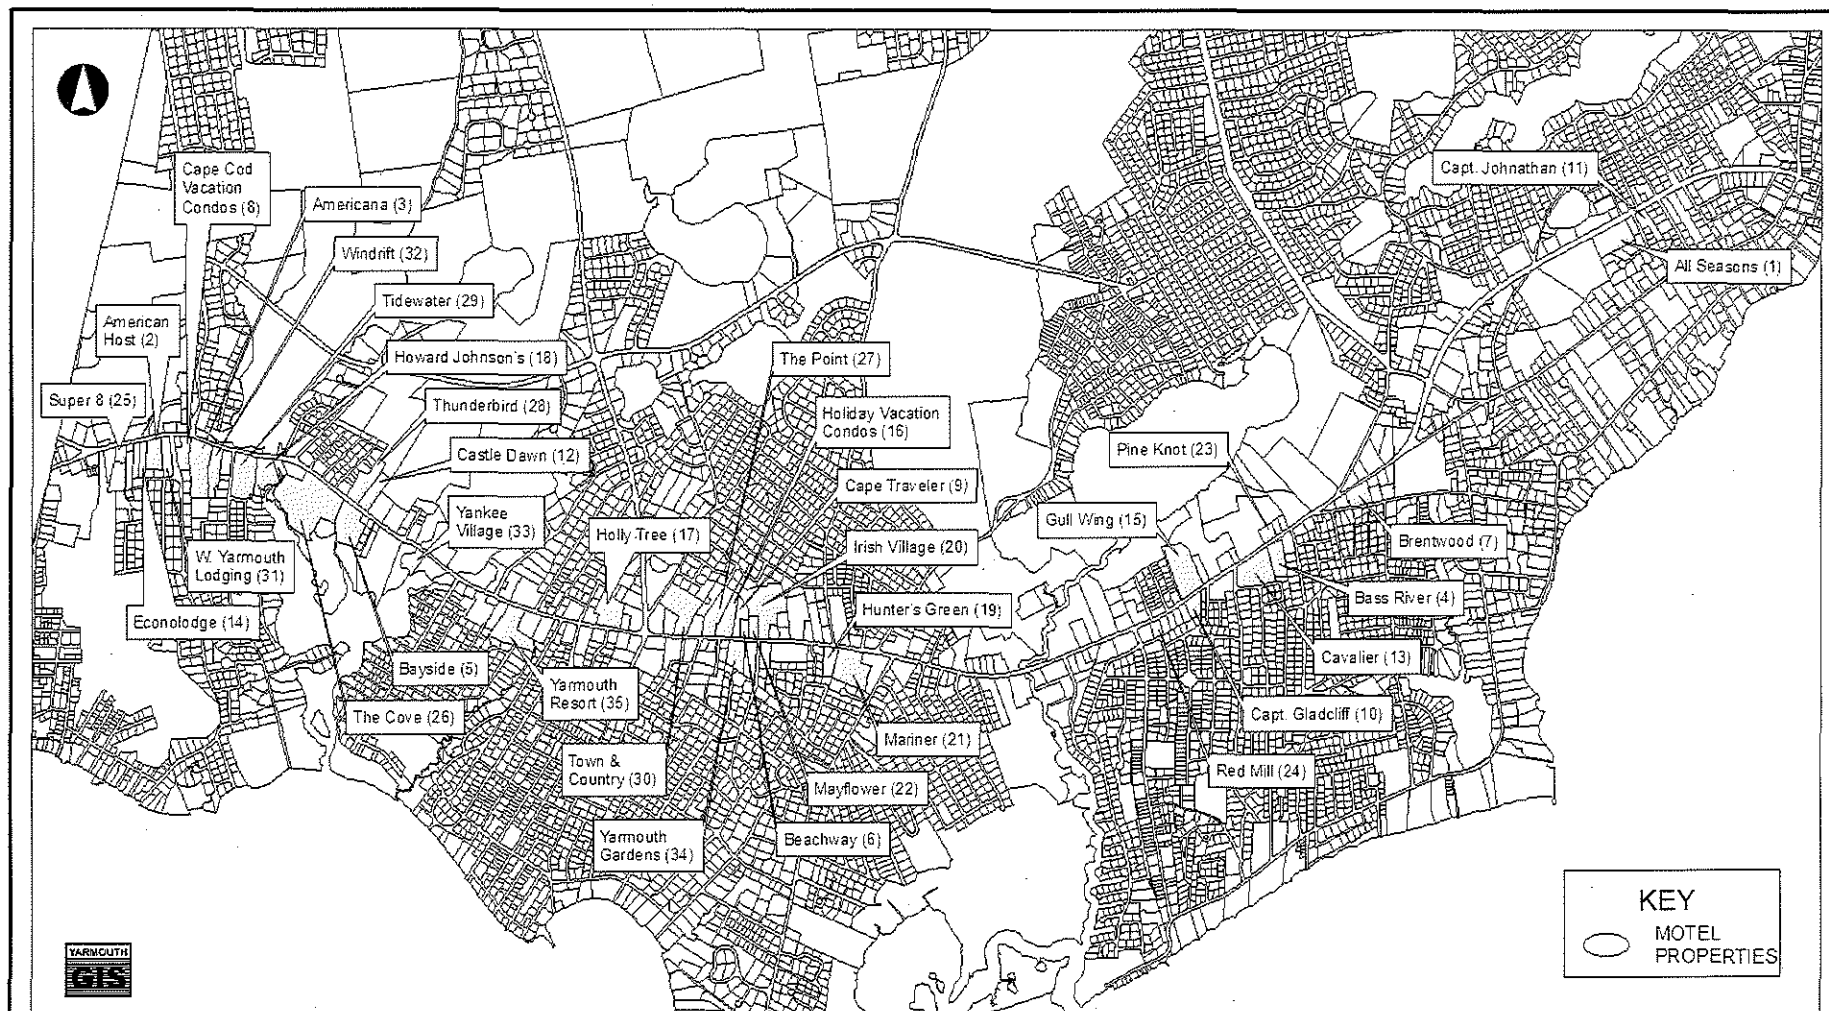 Cape Cod
Vacation
Condos (8)
Americana (3)
Windrift (32)
Tidewater (29)
American
Host (2)
Howard Johnson's (18)
Super 8 (25)
Thunderbird (28)
Castle Dawn (12)
Yankee
Village (33)
Holly Tree (17)
The Point (27)
Holiday Vacation
Condos (16)
Cape Traveler (9)
Irish Village (20)
Hunter's Green (19)
Capt. Johnathan (11)
All Seasons (1)
Pine Knot (23)
Gull Wing (15)
Brentwood (7)
Bass River (4)
Cavalier (13)
Capt. Gladcliff (10)
Red Mill (24)
W. Yarmouth
Lodging (31)
Econolodge (14)
Bayside (5)
The Cove (26)
Yarmouth
Resort (35)
Town &
Country (30)
Yarmouth
Gardens (34)
Mariner (21)
Mayflower (22)
Beachway (6)
KEY
MOTEL
PROPERTIES
YARMOUTH
GIS